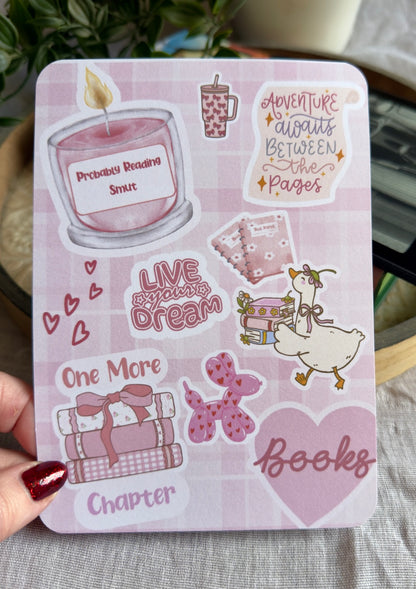 Probably Reading
Smut
ADVENTURE
awaits
BETWEEN
the
Pages
LIVE
your
DReam
One More
Chapter
Books